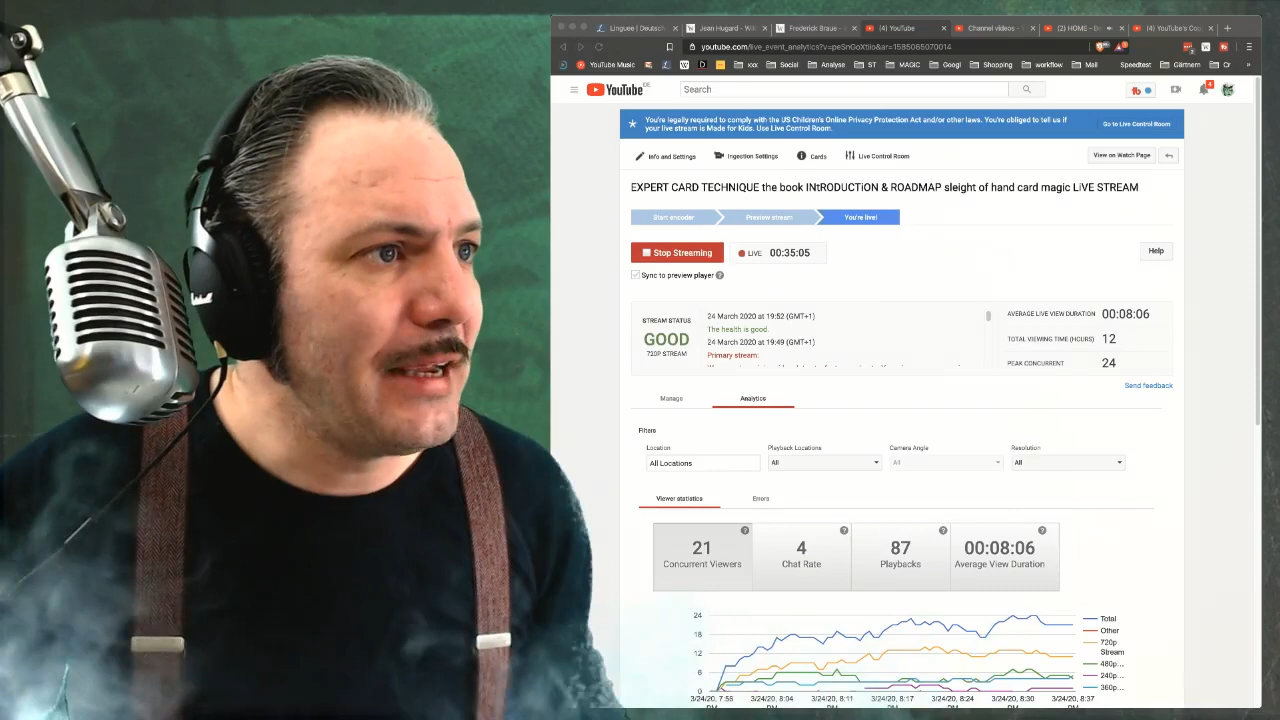 Linguee | Deutsch
Jean Hugard - Wik
Frederick Braue -
(4) YouTube
Channel videos -
(2) HOME - Be
(4) YouTube's Cop
youtube.com/live_event_analytics?v=peSnGoXtIio&ar=1585065070014
YouTube Music
xxx
Social
Analyse
ST
MAGIC
Googl
Shopping
workflow
Mail
Speedtest
Gärtnern
Cr
YouTube DE
Search
4
You're legally required to comply with the US Children's Online Privacy Protection Act and/or other laws. You're obliged to tell us if
your live stream is Made for Kids. Use Live Control Room.
Go to Live Control Room
Info and Settings
Ingestion Settings
Cards
Live Control Room
View on Watch Page
EXPERT CARD TECHNIQUE the book INtRODUCTiON & ROADMAP sleight of hand card magic LiVE STREAM
Start encoder
Preview stream
You're live!
Stop Streaming
LIVE 00:35:05
Help
Sync to preview player
STREAM STATUS
GOOD
720P STREAM
24 March 2020 at 19:52 (GMT+1)
The health is good.
24 March 2020 at 19:49 (GMT+1)
Primary stream:
AVERAGE LIVE VIEW DURATION 00:08:06
TOTAL VIEWING TIME (HOURS) 12
PEAK CONCURRENT 24
Send feedback
Manage
Analytics
Filters
Location
Playback Locations
Camera Angle
Resolution
All Locations
All
All
All
Viewer statistics
Errors
21
Concurrent Viewers
4
Chat Rate
87
Playbacks
00:08:06
Average View Duration
24
18
12
6
0
Total
Other
720p
Stream
480p...
240p...
360p...
3/24/20, 7:58
3/24/20, 8:04
3/24/20, 8:11
3/24/20, 8:17
3/24/20, 8:24
3/24/20, 8:30
3/24/20, 8:37